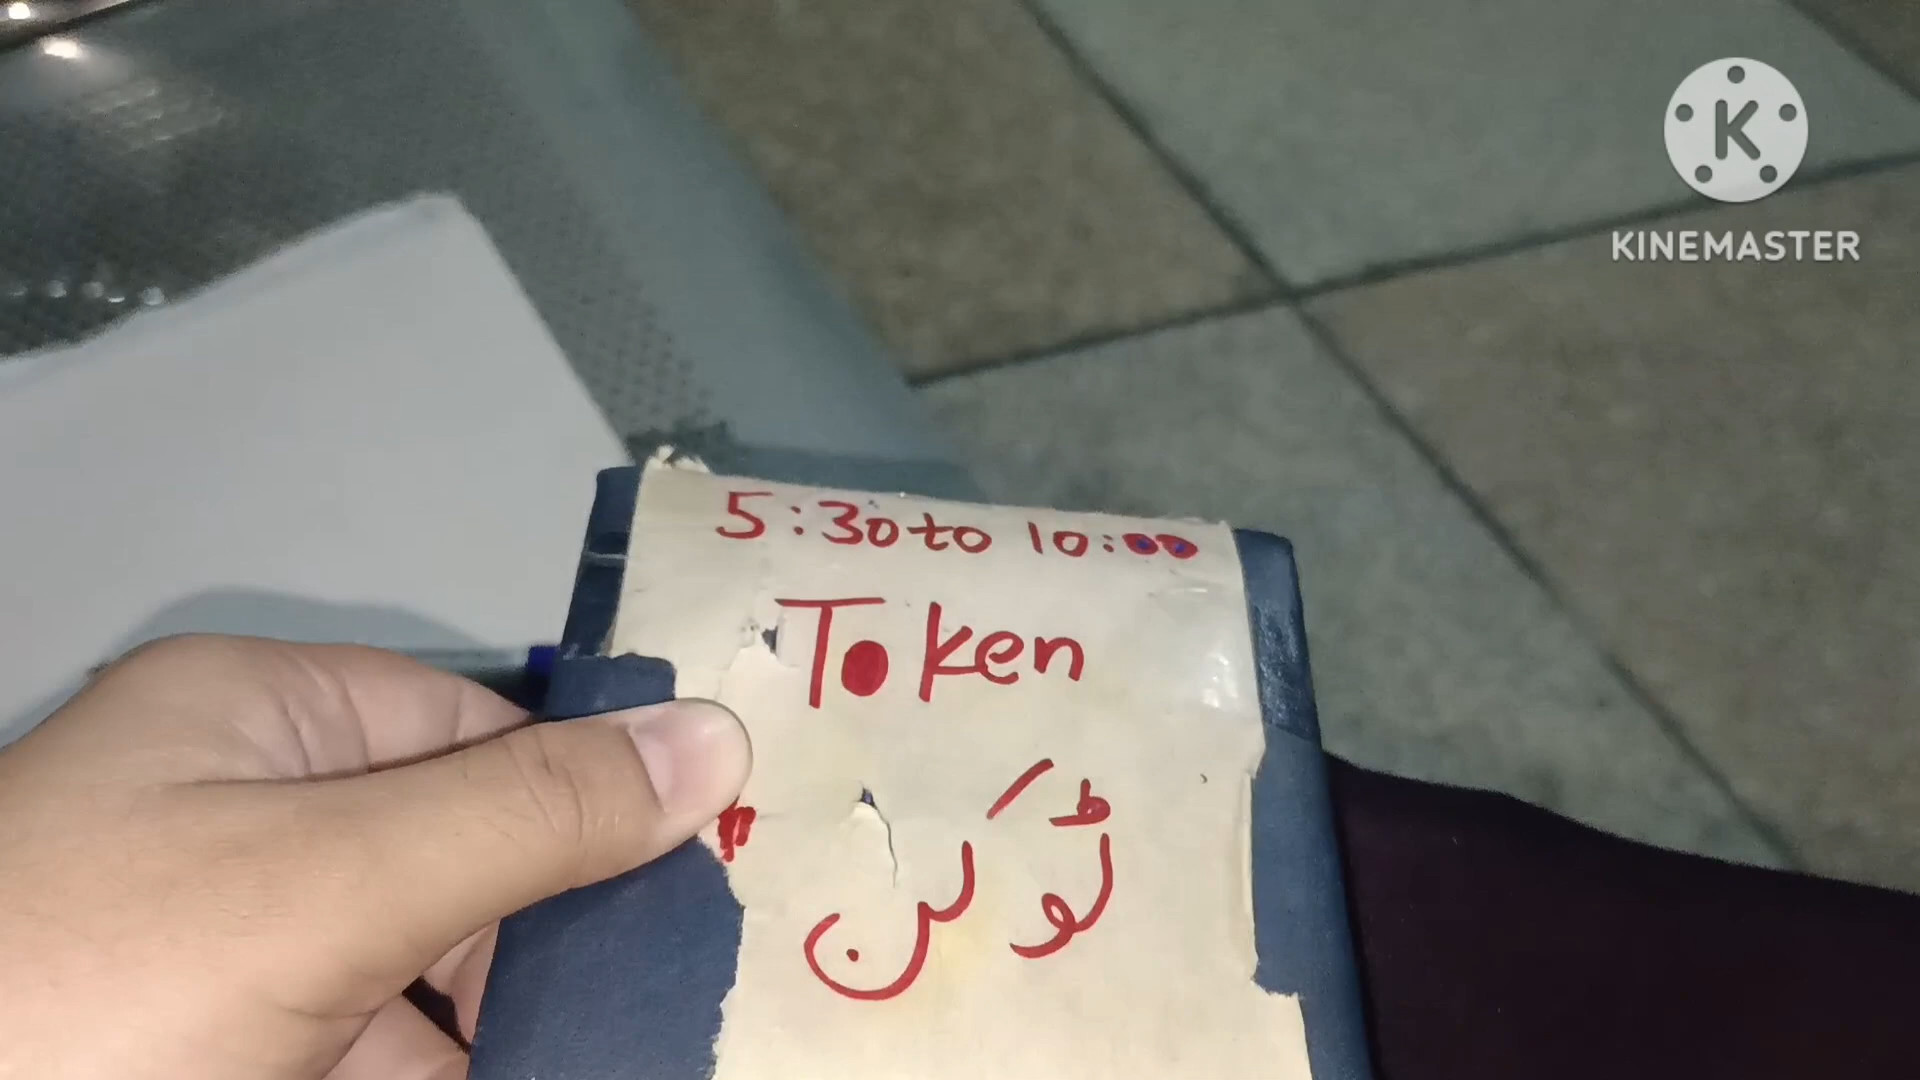 K
KINEMASTER
5:30 to 10:00
Token
ٹوکن